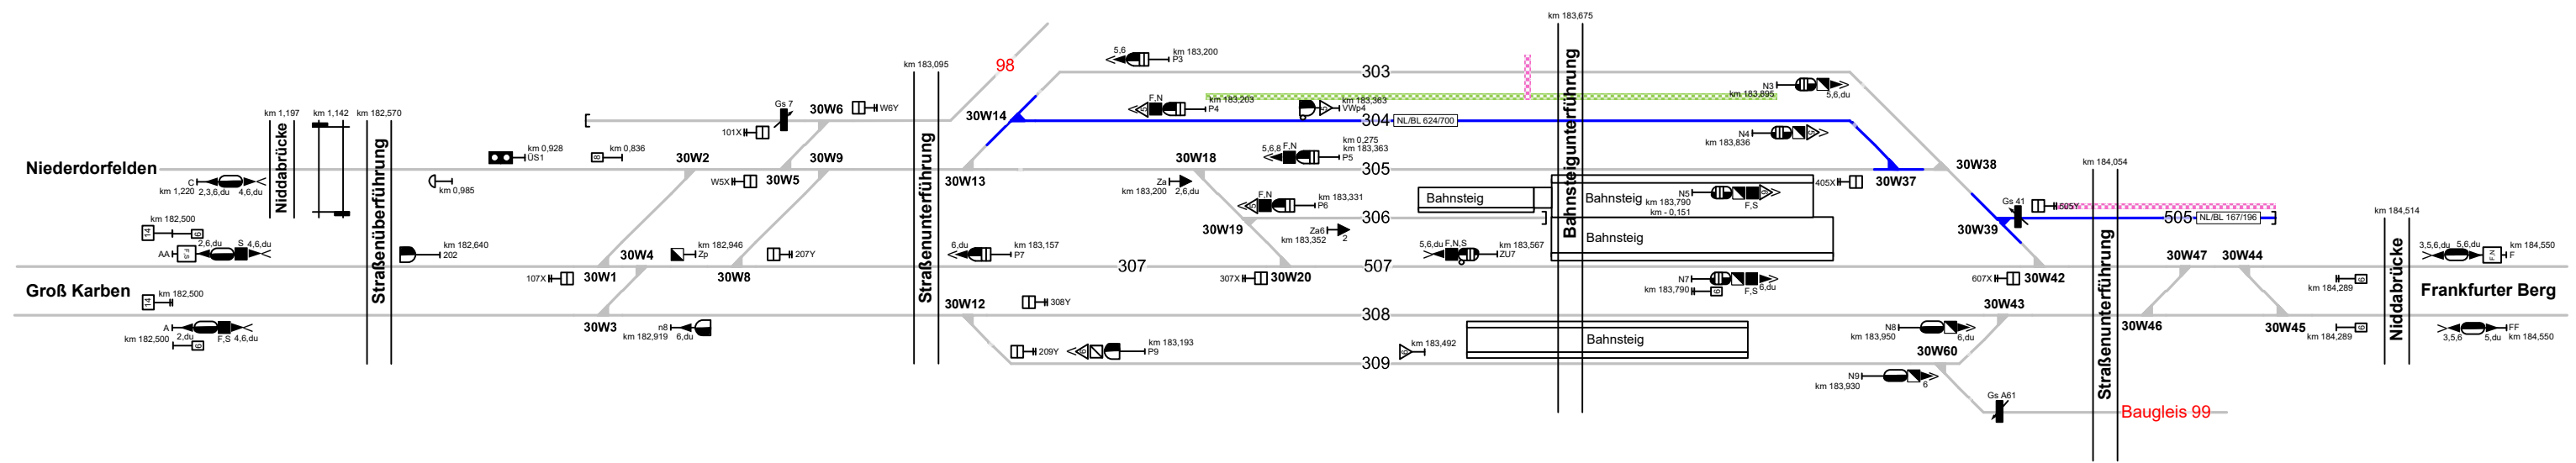 km 183,675
5,6
km 183,200
P3
km 183,095
98
303
N3
km 183,895
5,6,du
Gs 7
30W6
W6Y
30W14
F,N
km 183,203
P4
km 183,363
VWp4
km 1,197
km 1,142
km 182,570
101X
304
NL/BL 624/700
N4
km 183,836
Niddabrücke
Straßenüberführung
Straßenunterführung
Bahnsteigunterführung
km 0,928
ÜS1
8
km 0,836
30W2
30W9
30W18
5,6,8
F,N
km 0,275
km 183,363
P5
30W38
km 184,054
Niederdorfelden
305
C
km 1,220
2,3,6,du
4,6,du
km 0,985
W5X
30W5
30W13
Za
km 183,200
2,6,du
405X
30W37
F,N
km 183,331
P6
Bahnsteig
Bahnsteig
N5
km 183,790
km - 0,151
F,S
Gs 41
505Y
306
505
NL/BL 167/196
km 184,514
km 182,500
14
6
30W19
Za6
km 183,352
2
30W39
Bahnsteig
AA
F,S
2,6,du
S
4,6,du
km 182,640
202
30W4
km 182,946
Zp
207Y
6,du
km 183,157
P7
5,6,du
F,N,S
km 183,567
ZU7
30W47
30W44
3,5,6,du
5,6,du
F,N
km 184,550
F
307
507
107X
30W1
30W8
307X
30W20
N7
km 183,790
6
F,S
6,du
607X
30W42
km 184,289
6
Groß Karben
14
km 182,500
30W12
308Y
30W43
Straßenunterführung
Niddabrücke
Frankfurter Berg
308
A
km 182,500
2,du
F,S
4,6,du
6
30W3
n8
km 182,919
6,du
N8
km 183,950
6,du
30W46
30W45
km 184,289
6
3,5,6
5,du
FF
km 184,550
209Y
km 183,193
P9
km 183,492
Bahnsteig
30W60
309
N9
km 183,930
6
Gs A61
Baugleis 99